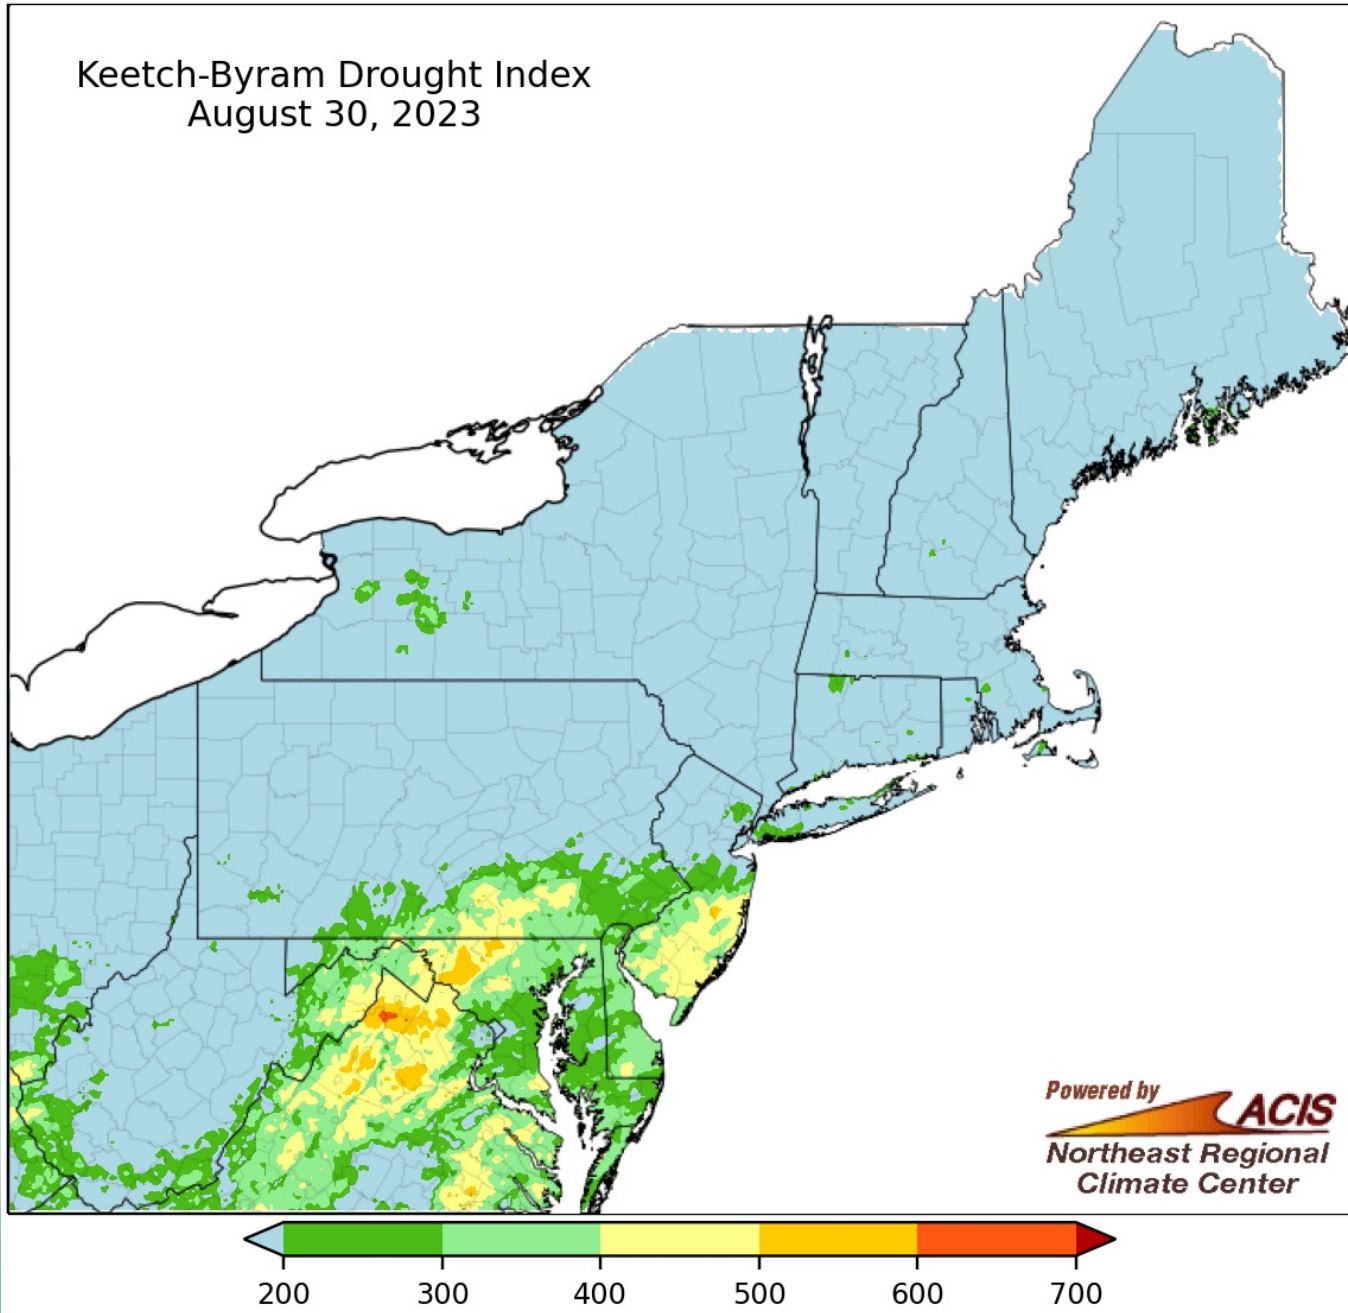 Keetch-Byram Drought Index
August 30, 2023
Powered by
ACIS
Northeast Regional
Climate Center
200 300 400 500 600 700